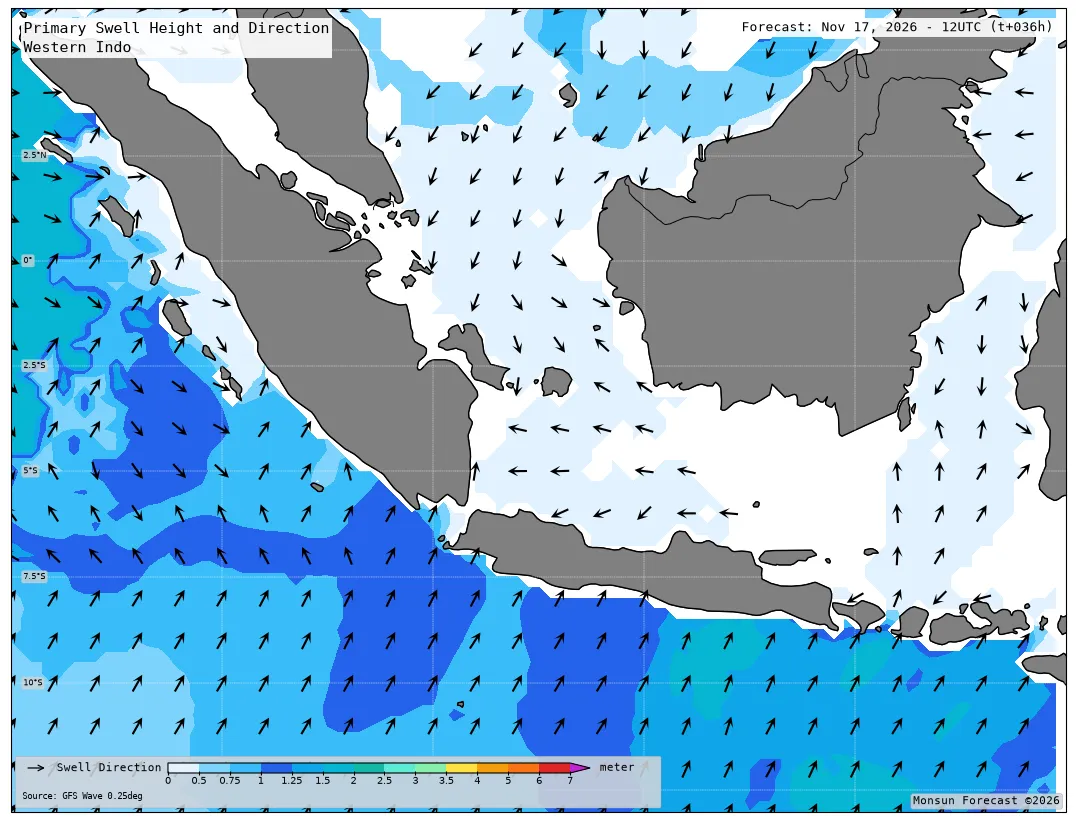 Primary Swell Height and Direction
Western Indo
Forecast: Nov 17, 2026 - 12UTC (t+036h)
2.5°N
0°
2.5°S
5°S
7.5°S
10°S
Swell Direction
0 0.5 0.75 1 1.25 1.5 2 2.5 3 3.5 4 5 6 7
meter
Source: GFS Wave 0.25deg
Monsun Forecast ©2026